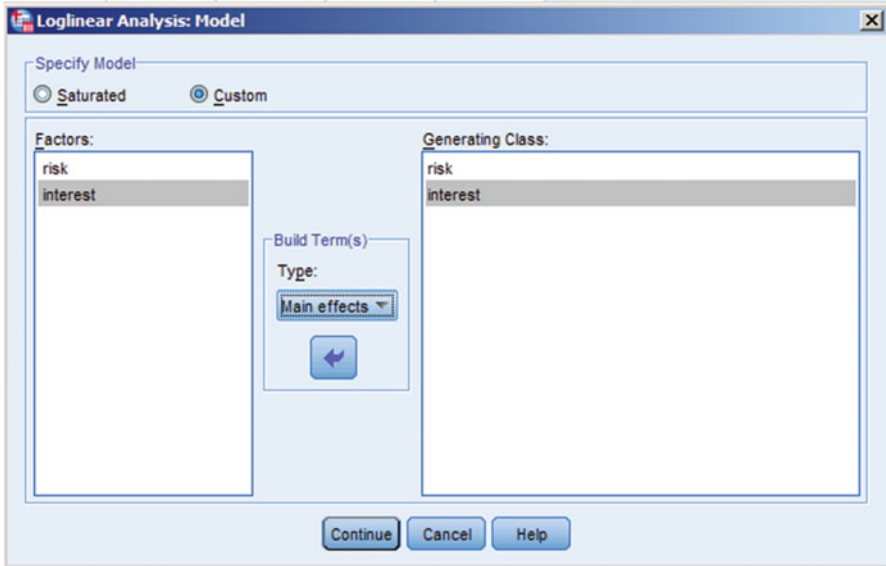 Loglinear Analysis: Model
Specify Model
Saturated
Custom
Factors:
risk
interest
Build Term(s)
Type:
Main effects
Generating Class:
risk
interest
Continue
Cancel
Help